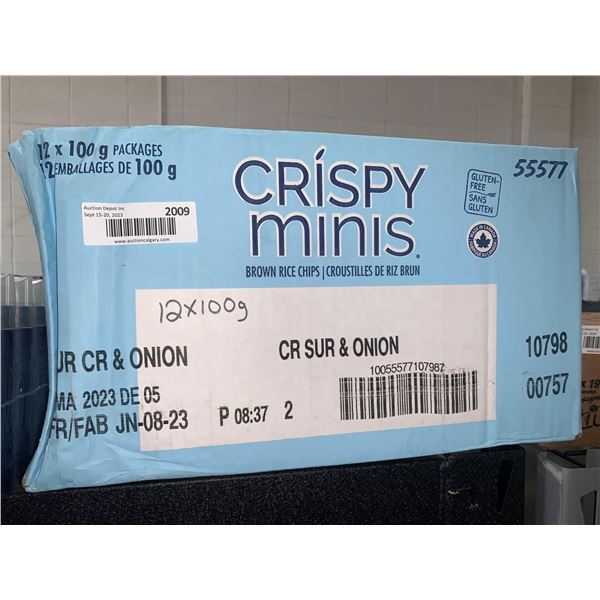 12 x 100 g PACKAGES
12 EMBALLAGES DE 100 g
Auction Depot Inc
Sept 15-20, 2023
2009
www.auctioncalgary.com
CRÍSPY
MINIS
BROWN RICE CHIPS | CROUSTILLES DE RIZ BRUN
55577
GLUTEN-
FREE
SANS
GLUTEN
12x100g
UR CR & ONION
CR SUR & ONION
10798
10055577107987
MA 2023 DE 05
00757
FR/FAB JN-08-23
P 08:37 2